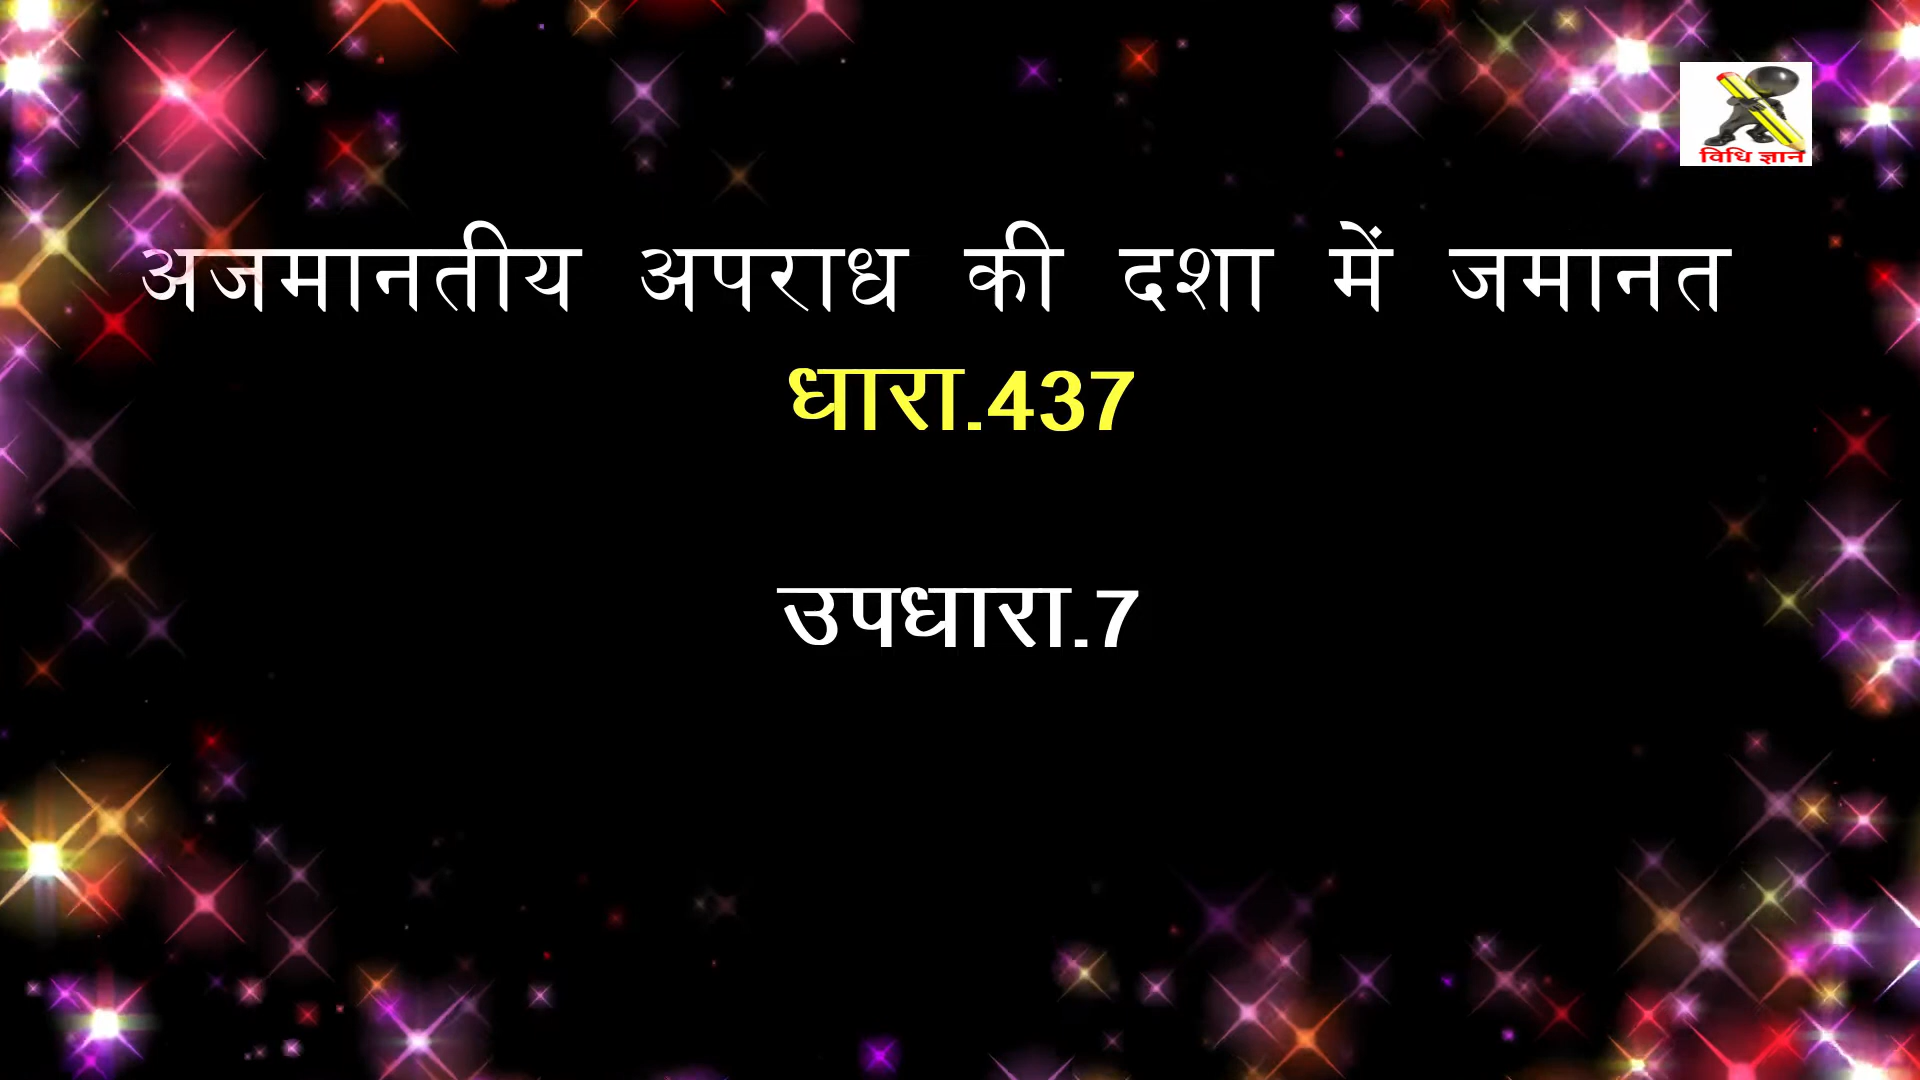 विधि ज्ञान
अजमानतीय अपराध की दशा में जमानत
धारा.437
उपधारा.7